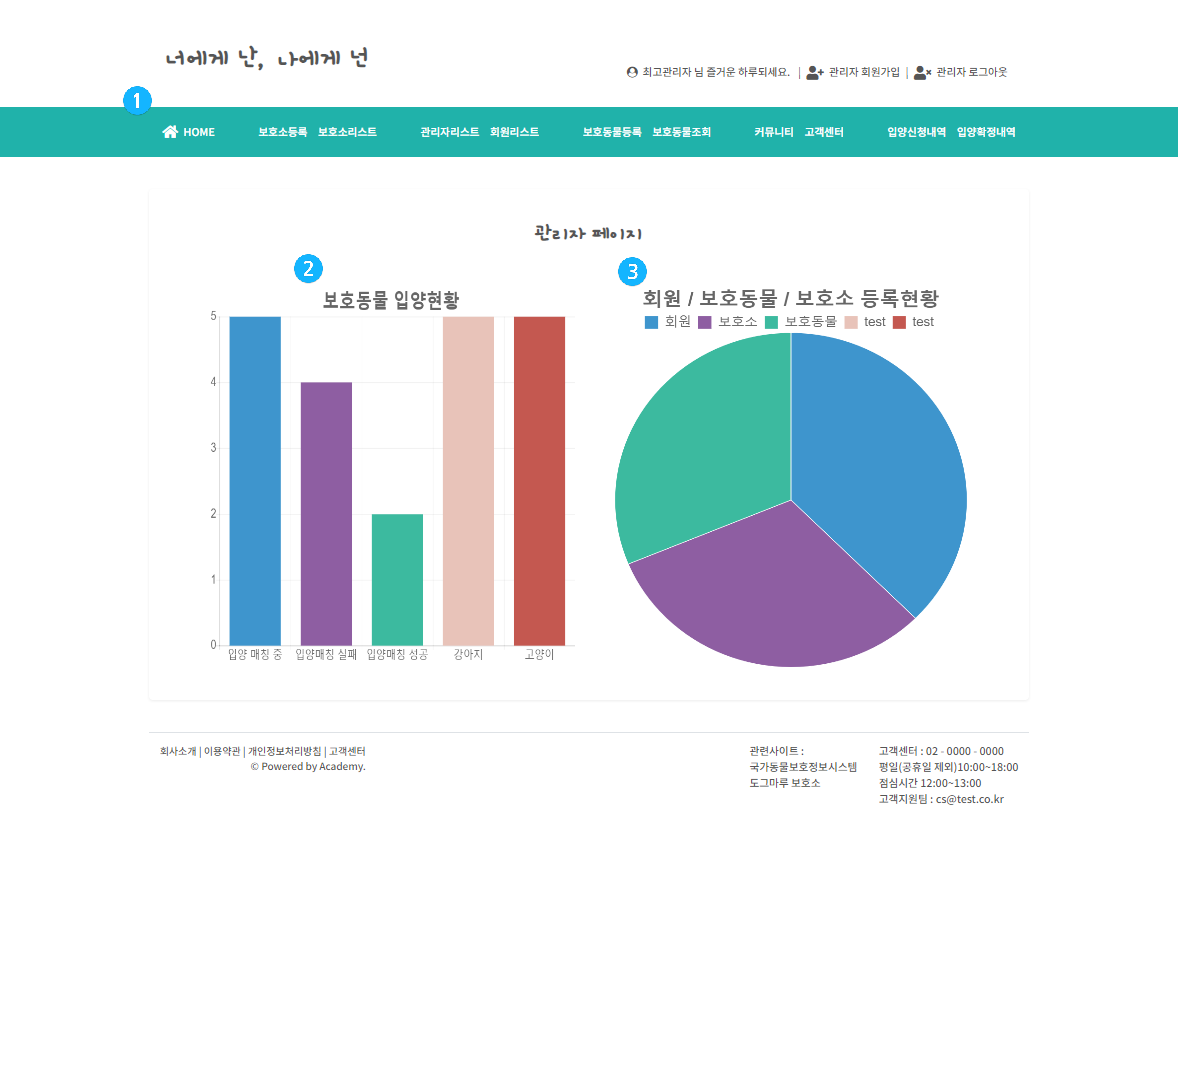 너에게 난, 나에게 넌
최고관리자 님 즐거운 하루되세요. | 관리자 회원가입 | 관리자 로그아웃
1
HOME 보호소등록 보호소리스트 관리자리스트 회원리스트 보호동물등록 보호동물조회 커뮤니티 고객센터 입양신청내역 입양확정내역
관리자 페이지
2
보호동물 입양현황
5
4
3
2
1
0
입양 매칭 중 입양매칭 실패 입양매칭 성공 강아지 고양이
3
회원 / 보호동물 / 보호소 등록현황
회원 보호소 보호동물 test test
회사소개 | 이용약관 | 개인정보처리방침 | 고객센터
© Powered by Academy.
관련사이트 :
국가동물보호정보시스템
도그마루 보호소
고객센터 : 02 - 0000 - 0000
평일(공휴일 제외)10:00~18:00
점심시간 12:00~13:00
고객지원팀 : cs@test.co.kr